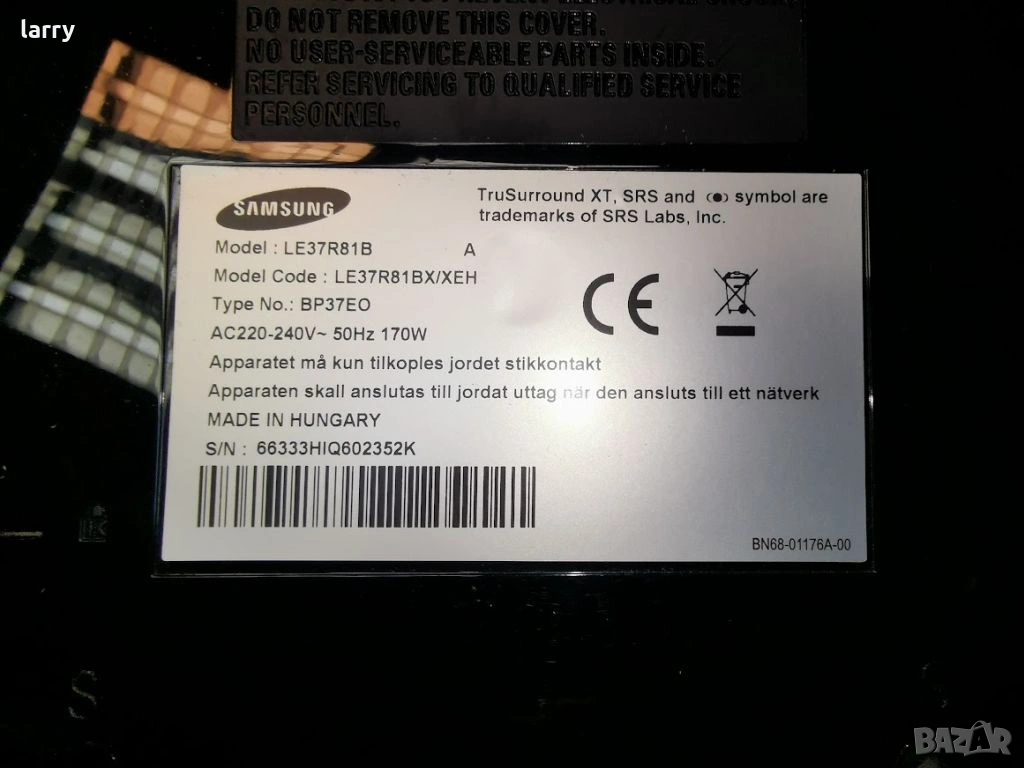 larry
DO NOT REMOVE THIS COVER.
NO USER-SERVICEABLE PARTS INSIDE.
REFER SERVICING TO QUALIFIED SERVICE
PERSONNEL.
SAMSUNG
TruSurround XT, SRS and (●) symbol are
trademarks of SRS Labs, Inc.
Model : LE37R81B A
Model Code : LE37R81BX/XEH
Type No.: BP37EO
AC220-240V~ 50Hz 170W
CE
Apparatet må kun tilkoples jordet stikkontakt
Apparaten skall anslutas till jordat uttag när den ansluts till ett nätverk
MADE IN HUNGARY
S/N : 66333HIQ602352K
BN68-01176A-00
S
BAZAR